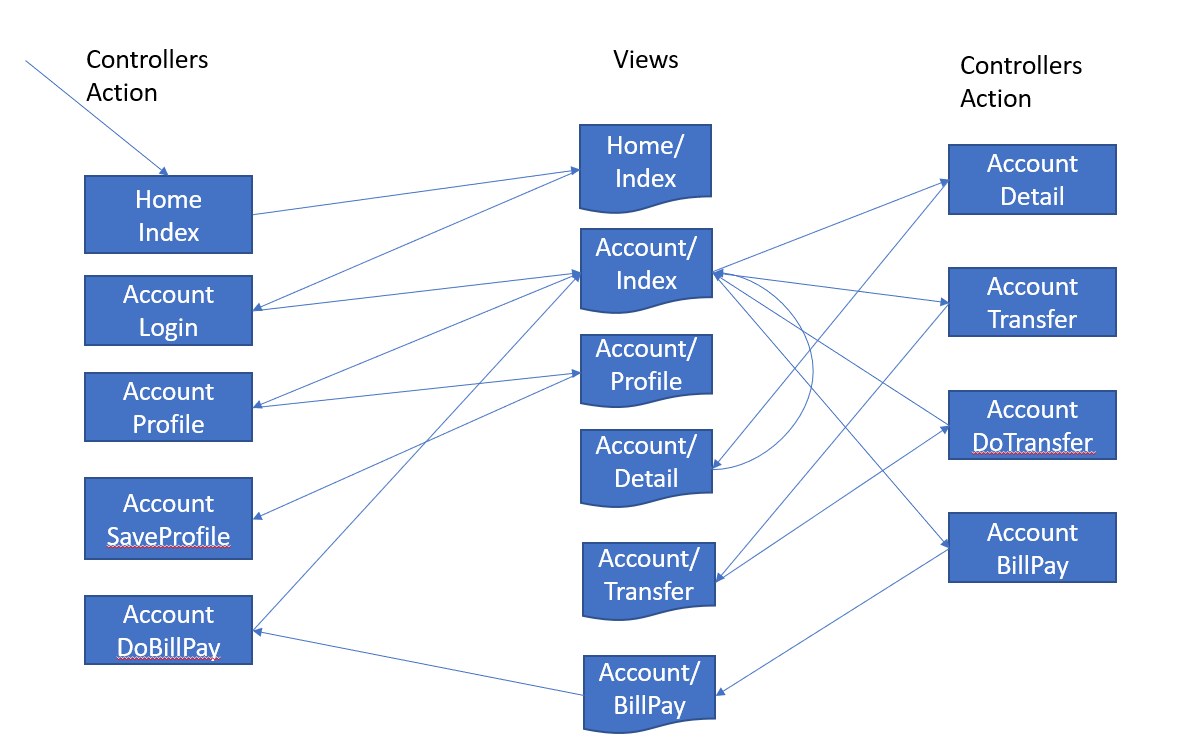 Controllers
Action
Home
Index
Account
Login
Account
Profile
Account
SaveProfile
Account
DoBillPay
Views
Home/
Index
Account/
Index
Account/
Profile
Account/
Detail
Account/
Transfer
Account/
BillPay
Controllers
Action
Account
Detail
Account
Transfer
Account
DoTransfer
Account
BillPay